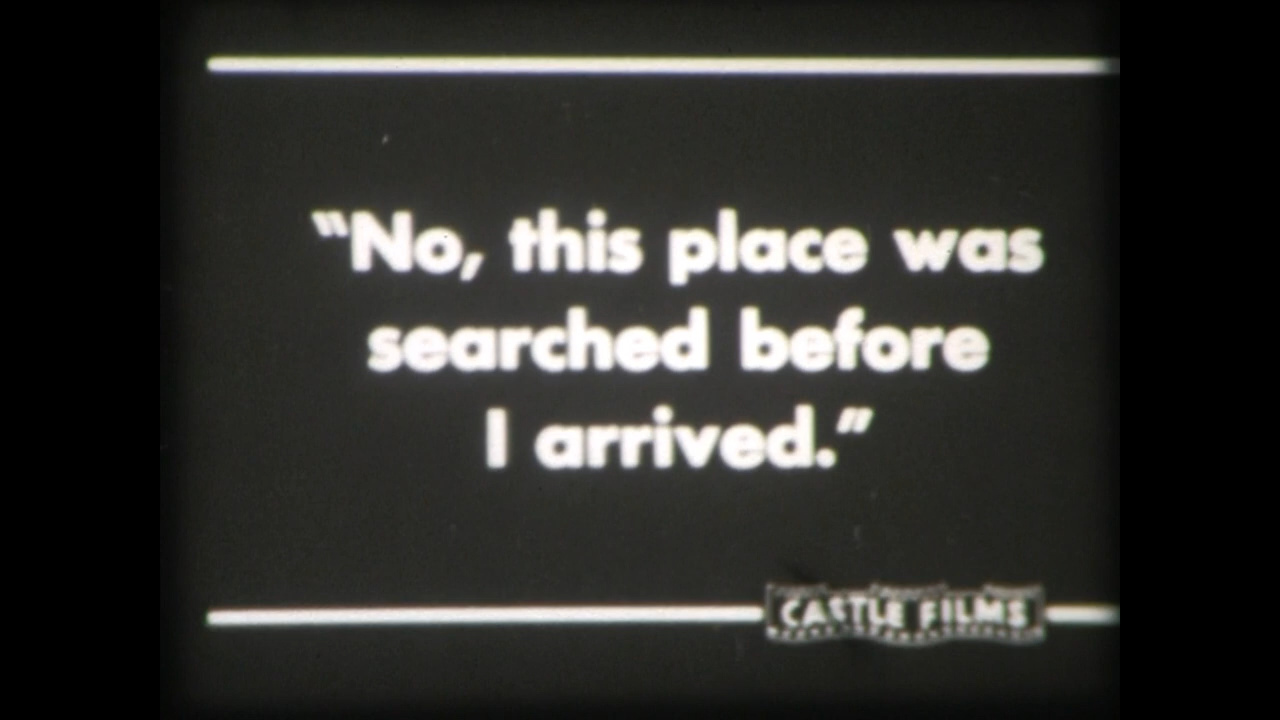 “No, this place was
searched before
I arrived.”
CASTLE FILMS